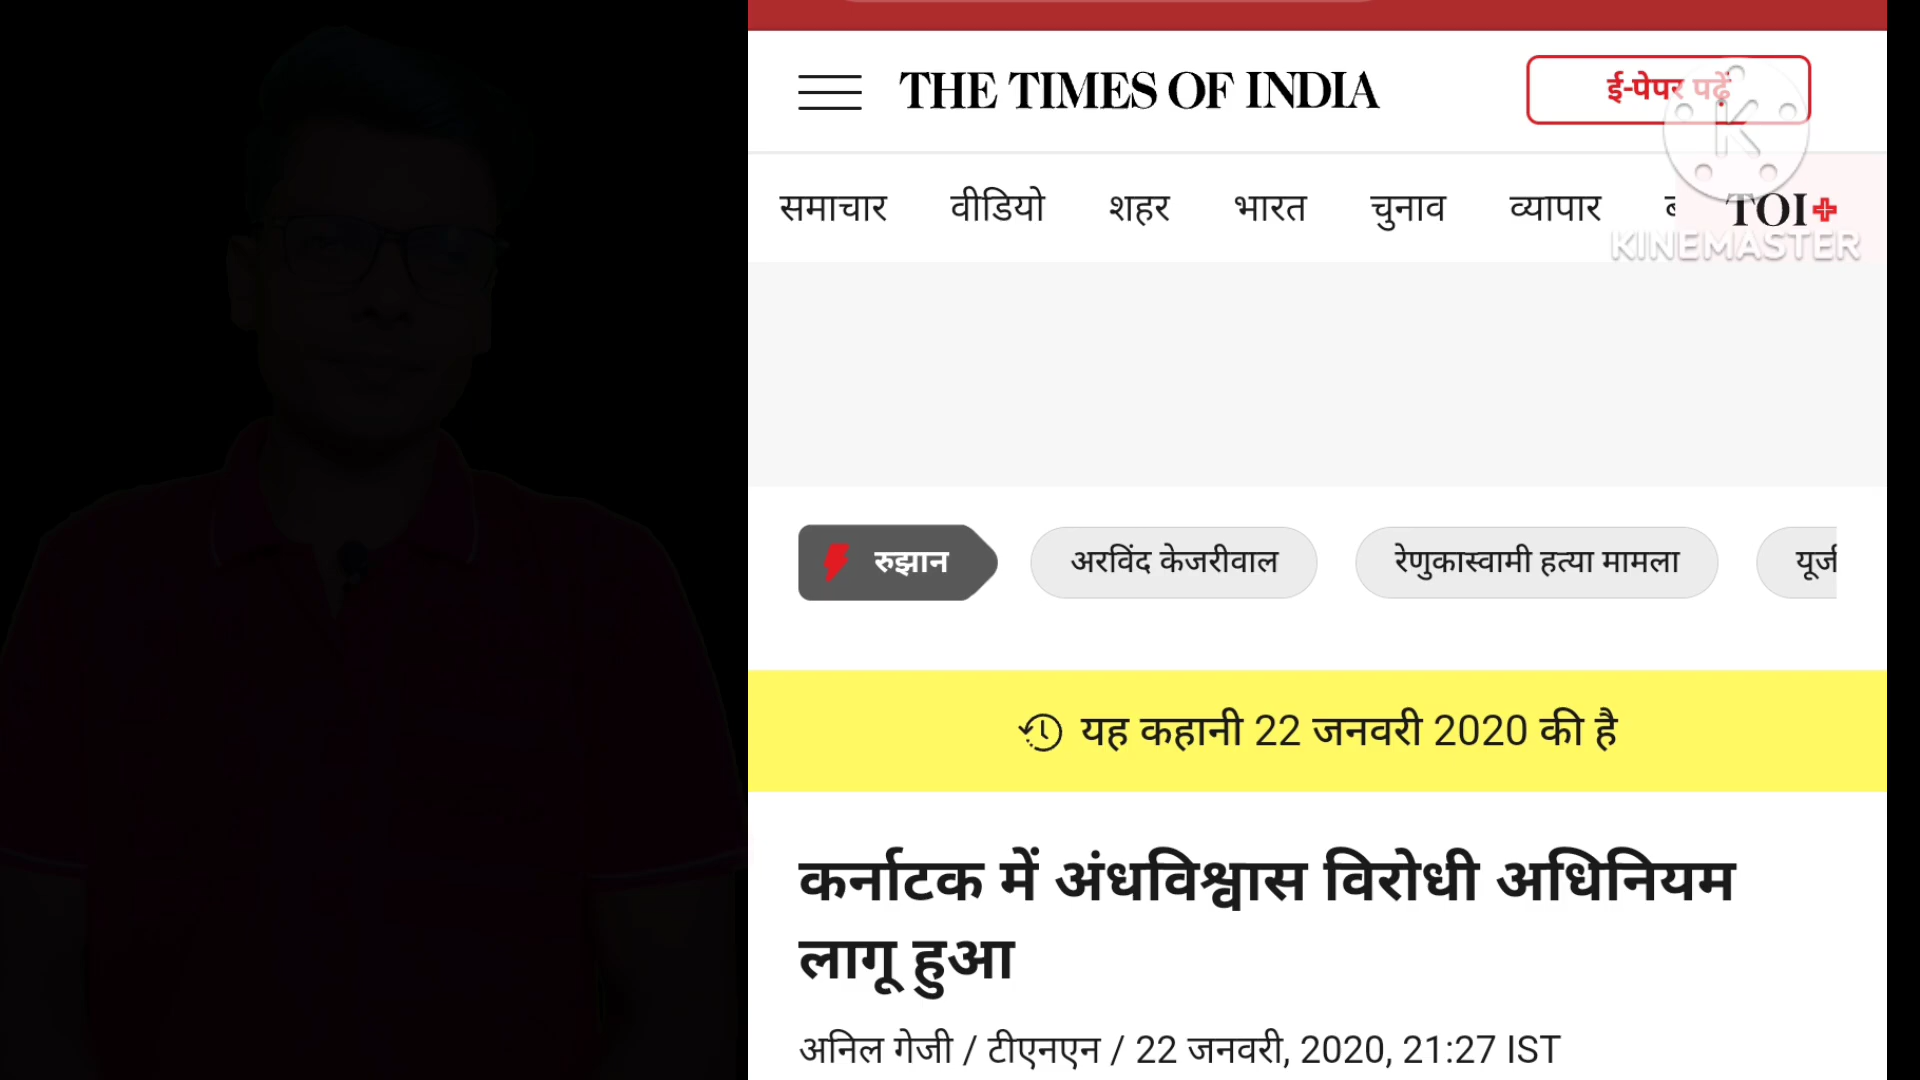 THE TIMES OF INDIA
ई-पेपर पढ़ें
समाचार वीडियो शहर भारत चुनाव व्यापार TOI+
KINEMASTER
रुझान अरविंद केजरीवाल रेणुकास्वामी हत्या मामला
यह कहानी 22 जनवरी 2020 की है
कर्नाटक में अंधविश्वास विरोधी अधिनियम
लागू हुआ
अनिल गेजी / टीएनएन / 22 जनवरी, 2020, 21:27 IST